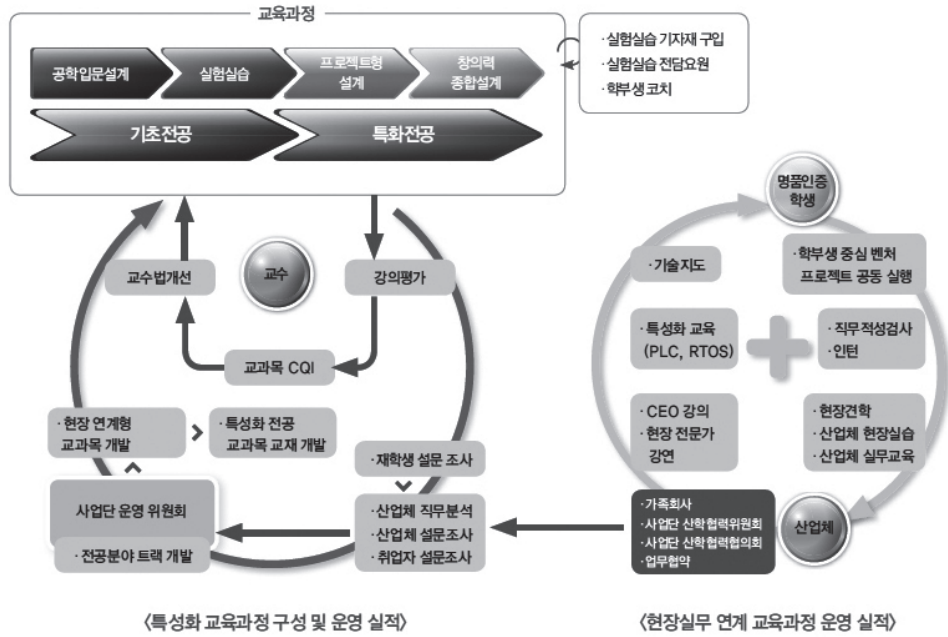 교육과정
공학입문설계
실험실습
프로젝트형
설계
창의력
종합설계
기초전공
특화전공
· 실험실습 기자재 구입
· 실험실습 전담요원
· 학부생 코치
교수법개선
교수
강의평가
교과목 CQI
· 현장 연계형
교과목 개발
· 특성화 전공
교과목 교재 개발
· 재학생 설문 조사
사업단 운영 위원회
· 전공분야 트랙 개발
· 산업체 직무분석
· 산업체 설문조사
· 취업자 설문조사
〈특성화 교육과정 구성 및 운영 실적〉
명품인증
학생
· 기술지도
· 학부생 중심 벤처
프로젝트 공동 실행
· 특성화 교육
(PLC, RTOS)
· 직무적성검사
· 인턴
· CEO 강의
· 현장 전문가
강연
· 현장견학
· 산업체 현장실습
· 산업체 실무교육
· 가족회사
· 사업단 산학협력위원회
· 사업단 산학협력협의회
· 업무협약
산업체
〈현장실무 연계 교육과정 운영 실적〉